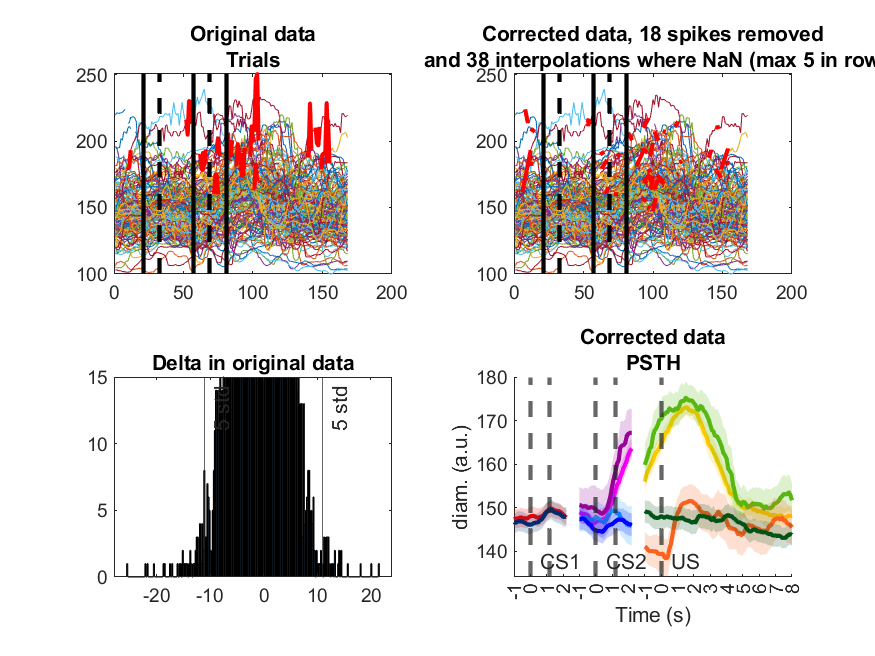 Original data
Trials
250
200
150
100
0 50 100 150 200
Corrected data, 18 spikes removed
and 38 interpolations where NaN (max 5 in row
250
200
150
100
0 50 100 150 200
Delta in original data
15
10
5
0
5 std
5 std
-20 -10 0 10 20
Corrected data
PSTH
180
170
160
150
140
diam. (a.u.)
CS1 CS2 US
-1 0 1 2 -1 0 1 2 -1 0 1 2 3 4 5 6 7 8
Time (s)